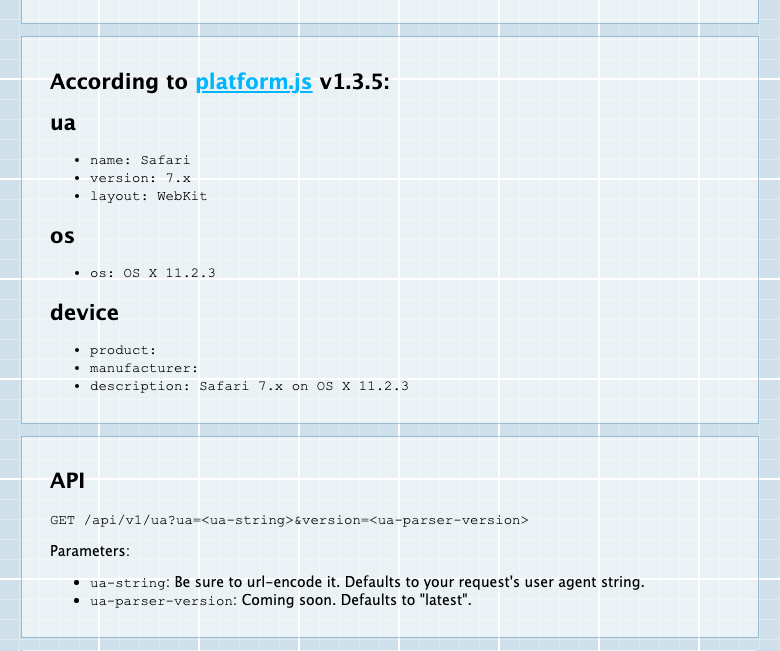 According to platform.js v1.3.5:
ua
• name: Safari
• version: 7.x
• layout: WebKit
os
• os: OS X 11.2.3
device
• product:
• manufacturer:
• description: Safari 7.x on OS X 11.2.3
API
GET /api/v1/ua?ua=<ua-string>&version=<ua-parser-version>
Parameters:
• ua-string: Be sure to url-encode it. Defaults to your request's user agent string.
• ua-parser-version: Coming soon. Defaults to "latest".